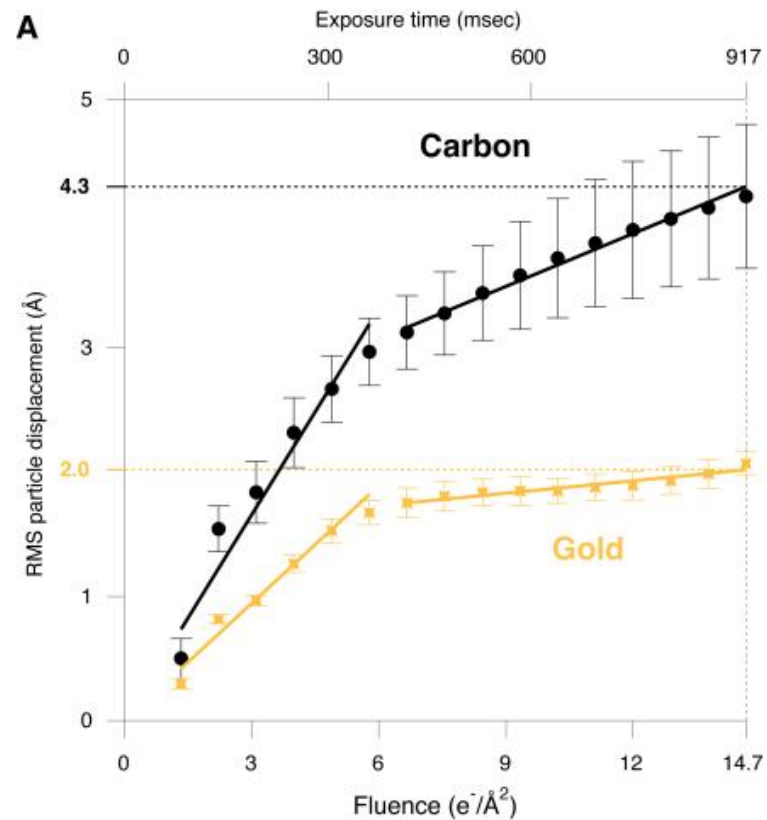 A
Exposure time (msec)
0 300 600 917
5
Carbon
4.3
3
2.0
Gold
1
0
RMS particle displacement (Å)
0 3 6 9 12 14.7
Fluence (e⁻/Å²)